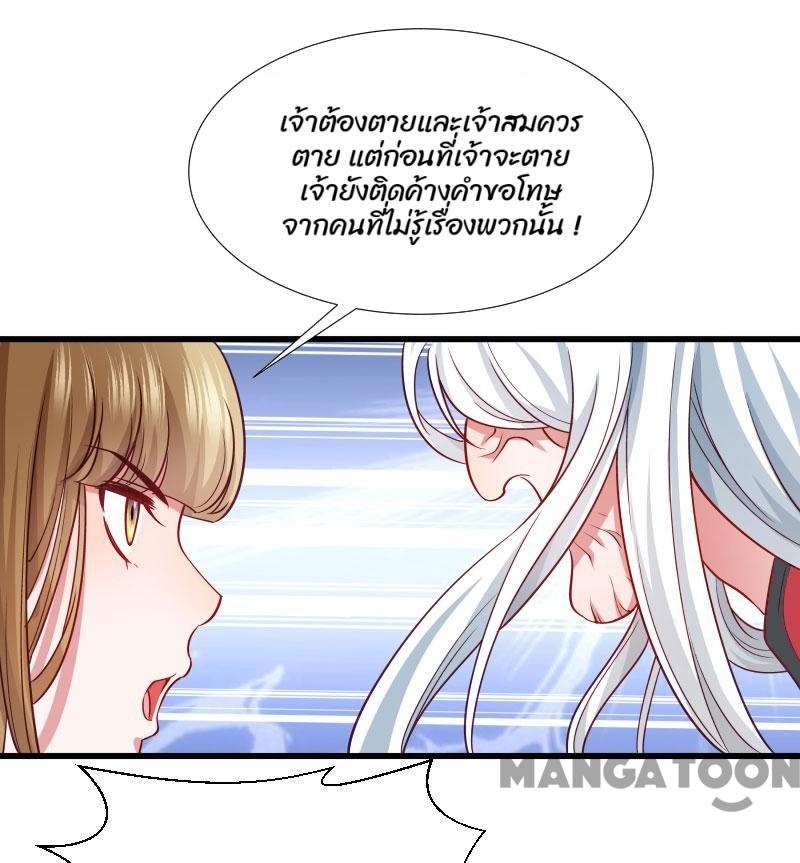 เจ้าต้องตายและเจ้าสมควร
ตาย แต่ก่อนที่เจ้าจะตาย
เจ้ายังติดค้างคำขอโทษ
จากคนที่ไม่รู้เรื่องพวกนั้น !
MANGATOON